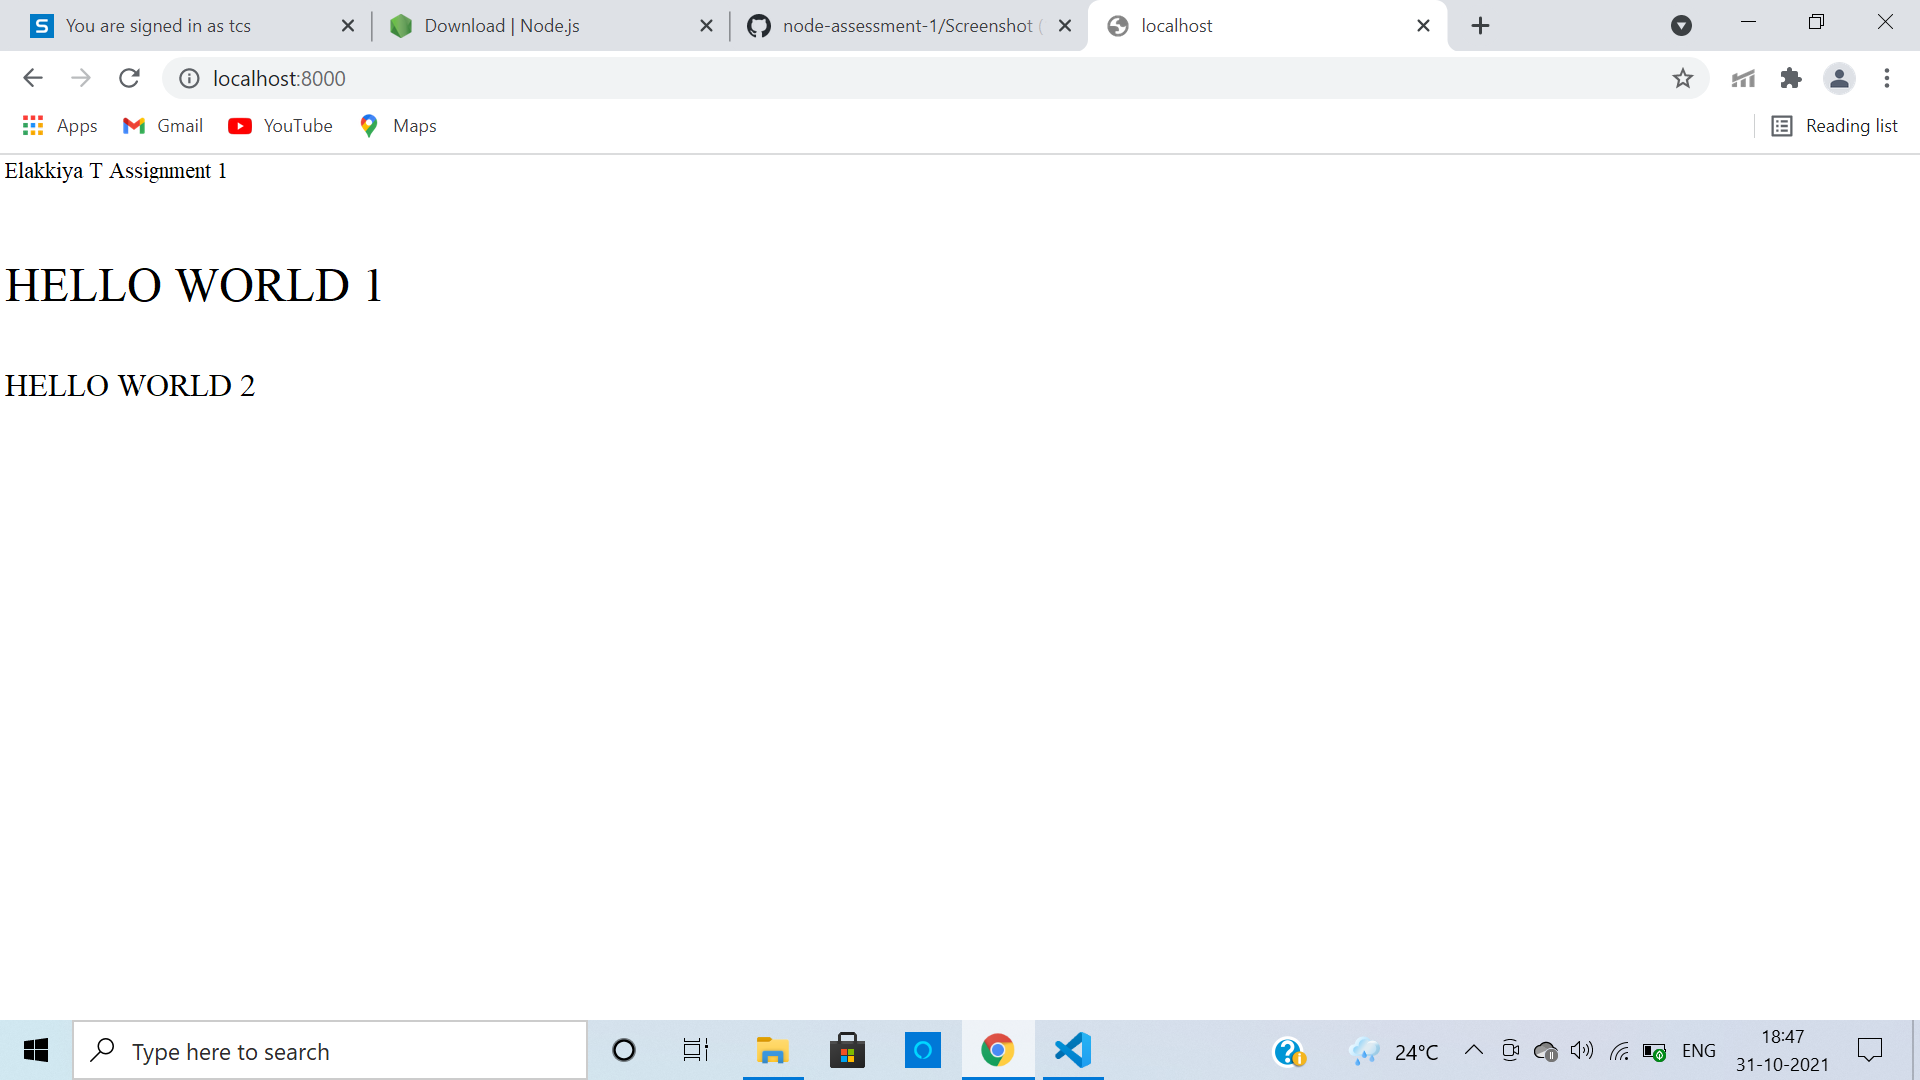 You are signed in as tcs
Download | Node.js
node-assessment-1/Screenshot (
localhost
localhost:8000
Apps
Gmail
YouTube
Maps
Reading list
Elakkiya T Assignment 1
HELLO WORLD 1
HELLO WORLD 2
Type here to search
24°C
ENG
18:47
31-10-2021